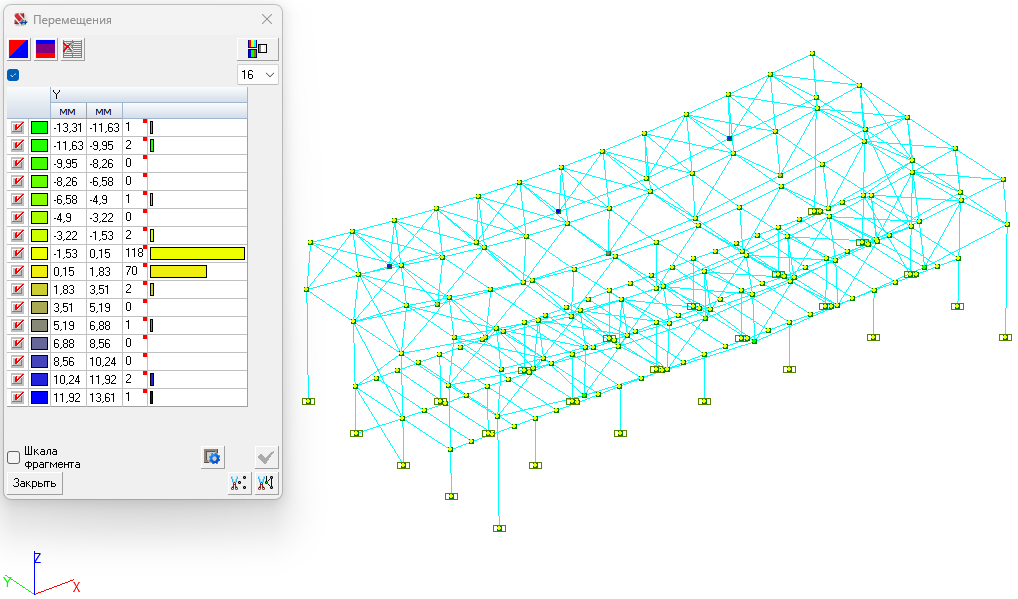 Перемещения
16
Y
мм мм
-13,31 -11,63 1
-11,63 -9,95 2
-9,95 -8,26 0
-8,26 -6,58 0
-6,58 -4,9 1
-4,9 -3,22 0
-3,22 -1,53 2
-1,53 0,15 118
0,15 1,83 70
1,83 3,51 2
3,51 5,19 0
5,19 6,88 1
6,88 8,56 0
8,56 10,24 0
10,24 11,92 2
11,92 13,61 1
Шкала
фрагмента
Закрыть
Z
Y
X